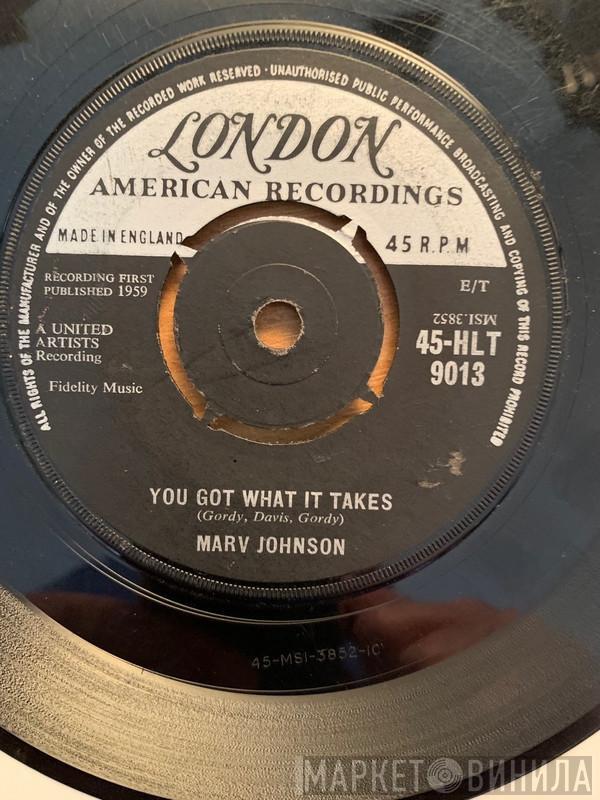 ALL RIGHTS OF THE MANUFACTURER AND OF THE OWNER OF THE RECORDED WORK RESERVED · UNAUTHORISED PUBLIC PERFORMANCE BROADCASTING AND COPYING OF THIS RECORD PROHIBITED
LONDON
AMERICAN RECORDINGS
MADE IN ENGLAND
45 R.P.M
RECORDING FIRST
PUBLISHED 1959
E/T
A UNITED
ARTISTS
Recording
MSI.3852
45-HLT
9013
Fidelity Music
YOU GOT WHAT IT TAKES
(Gordy, Davis, Gordy)
MARV JOHNSON
45-MSI-3852-1C
МАРКЕТ ВИНИЛА